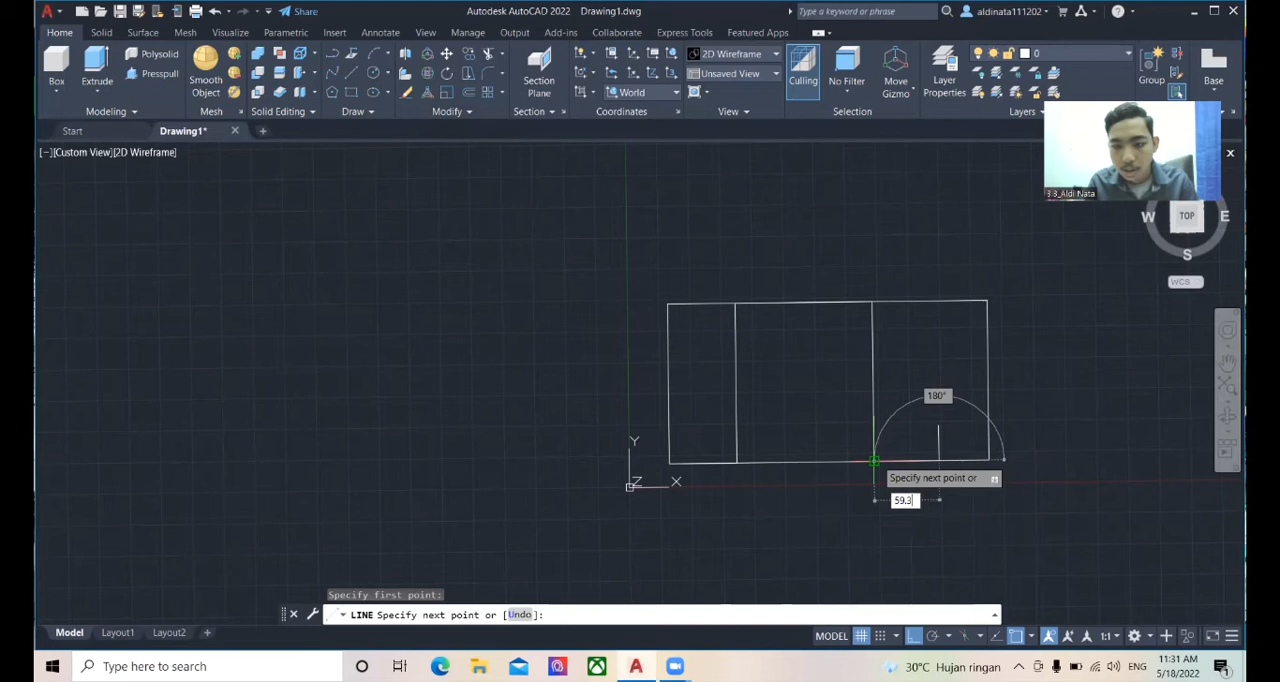 Share
Autodesk AutoCAD 2022 Drawing1.dwg
Type a keyword or phrase
aldinata111202
Home Solid Surface Mesh Visualize Parametric Insert Annotate View Manage Output Add-ins Collaborate Express Tools Featured Apps
Polysolid
Presspull
2D Wireframe
Unsaved View
World
0
Box
Extrude
Smooth
Object
Section
Plane
Culling
No Filter
Move
Gizmo
Layer
Properties
Group
Base
Modeling Mesh Solid Editing Draw Modify Section Coordinates View Selection Layers
Start Drawing1*
[−][Custom View][2D Wireframe]
Aldi Nata
W TOP E
S
WCS
180°
Y
Z X
Specify next point or
59.3
Specify first point:
LINE Specify next point or [Undo]:
Model Layout1 Layout2
MODEL 1:1
Type here to search
30°C Hujan ringan
ENG
11:31 AM
5/18/2022